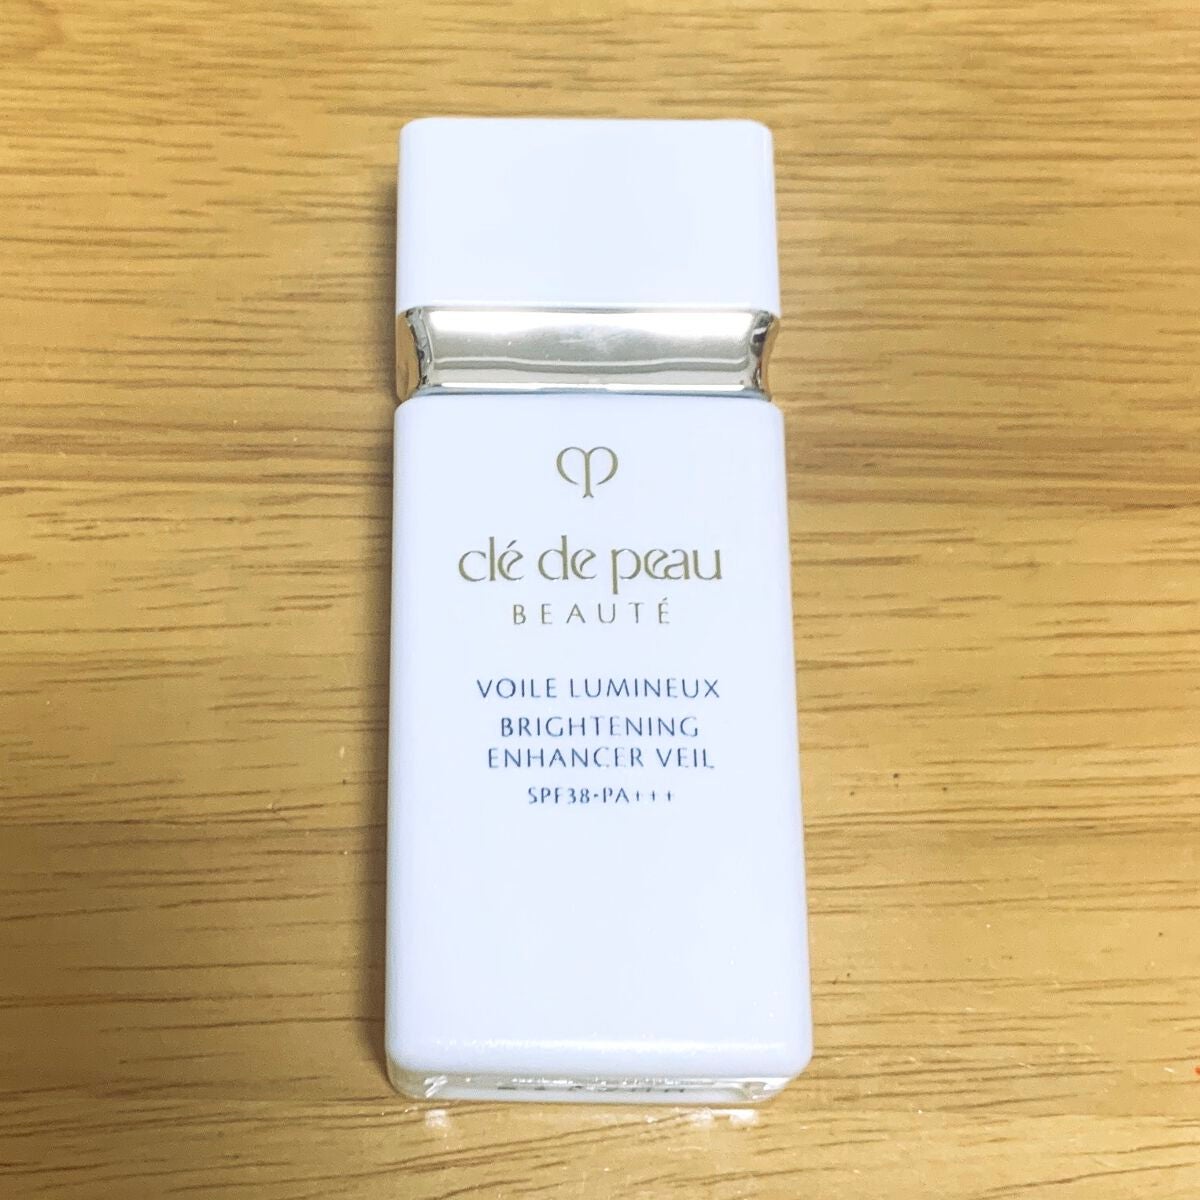 clé de peau
BEAUTÉ
VOILE LUMINEUX
BRIGHTENING
ENHANCER VEIL
SPF38・PA+++